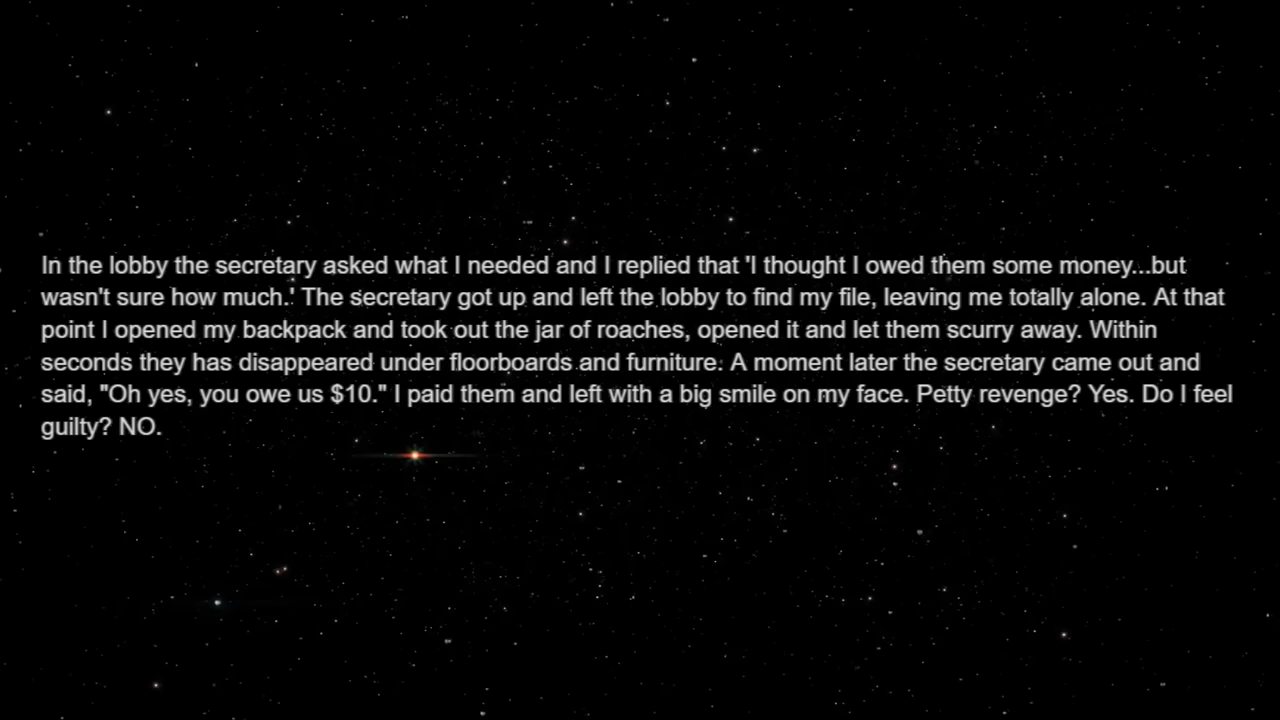 In the lobby the secretary asked what I needed and I replied that 'I thought I owed them some money...but
wasn't sure how much.' The secretary got up and left the lobby to find my file, leaving me totally alone. At that
point I opened my backpack and took out the jar of roaches, opened it and let them scurry away. Within
seconds they has disappeared under floorboards and furniture. A moment later the secretary came out and
said, "Oh yes, you owe us $10." I paid them and left with a big smile on my face. Petty revenge? Yes. Do I feel
guilty? NO.